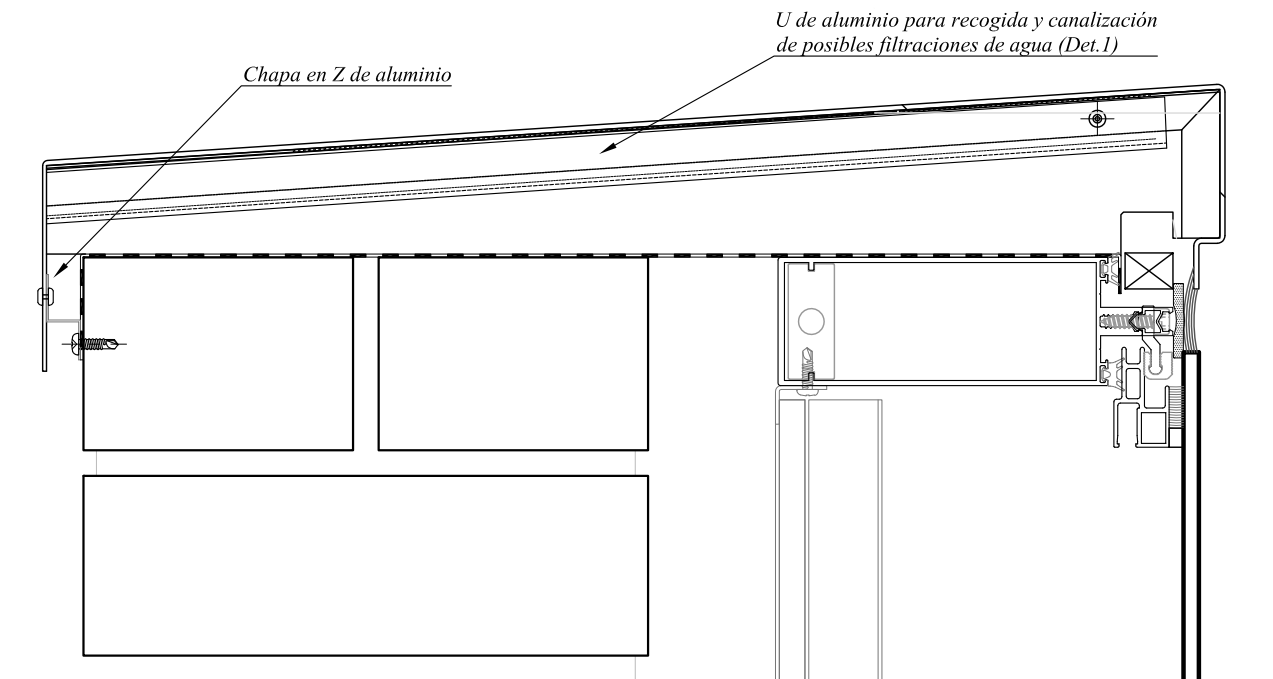 U de aluminio para recogida y canalización
de posibles filtraciones de agua (Det.1)
Chapa en Z de aluminio